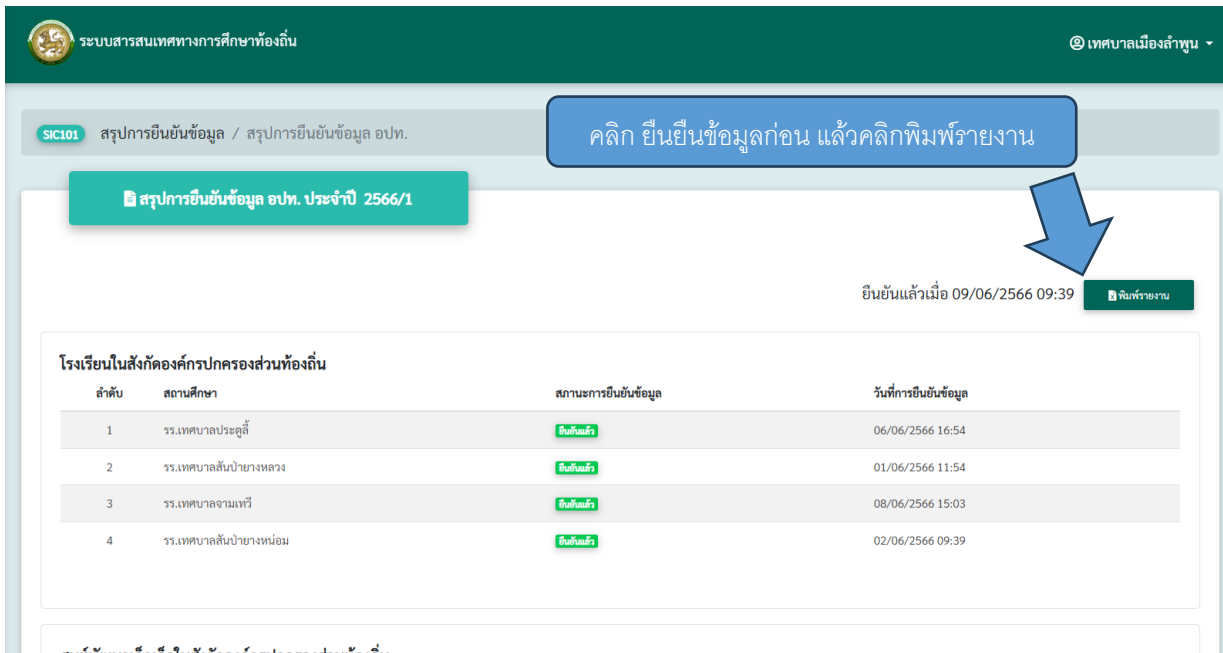 ระบบสารสนเทศทางการศึกษาท้องถิ่น
เทศบาลเมืองลำพูน
SIC101 สรุปการยืนยันข้อมูล / สรุปการยืนยันข้อมูล อปท.
คลิก ยืนยืนข้อมูลก่อน แล้วคลิกพิมพ์รายงาน
สรุปการยืนยันข้อมูล อปท. ประจำปี 2566/1
ยืนยันแล้วเมื่อ 09/06/2566 09:39 พิมพ์รายงาน
โรงเรียนในสังกัดองค์กรปกครองส่วนท้องถิ่น
ลำดับ สถานศึกษา สภานะการยืนยันข้อมูล วันที่การยืนยันข้อมูล
1 รร.เทศบาลประตูลี้ ยืนยันแล้ว 06/06/2566 16:54
2 รร.เทศบาลสันป่ายางหลวง ยืนยันแล้ว 01/06/2566 11:54
3 รร.เทศบาลจามเทวี ยืนยันแล้ว 08/06/2566 15:03
4 รร.เทศบาลสันป่ายางหน่อม ยืนยันแล้ว 02/06/2566 09:39